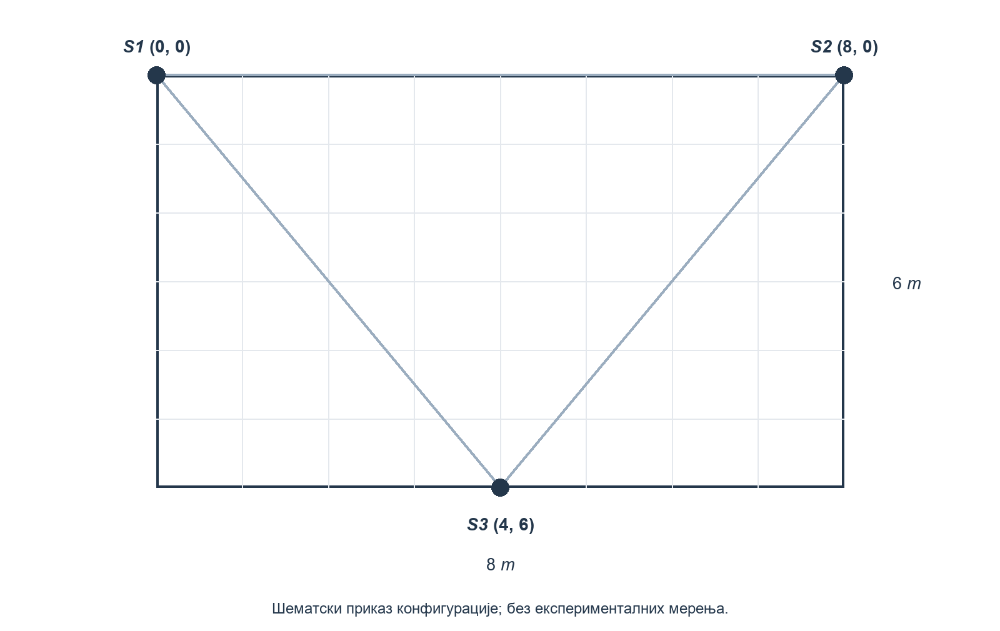 S1 (0, 0)
S2 (8, 0)
6 m
S3 (4, 6)
8 m
Шематски приказ конфигурације; без експерименталних мерења.